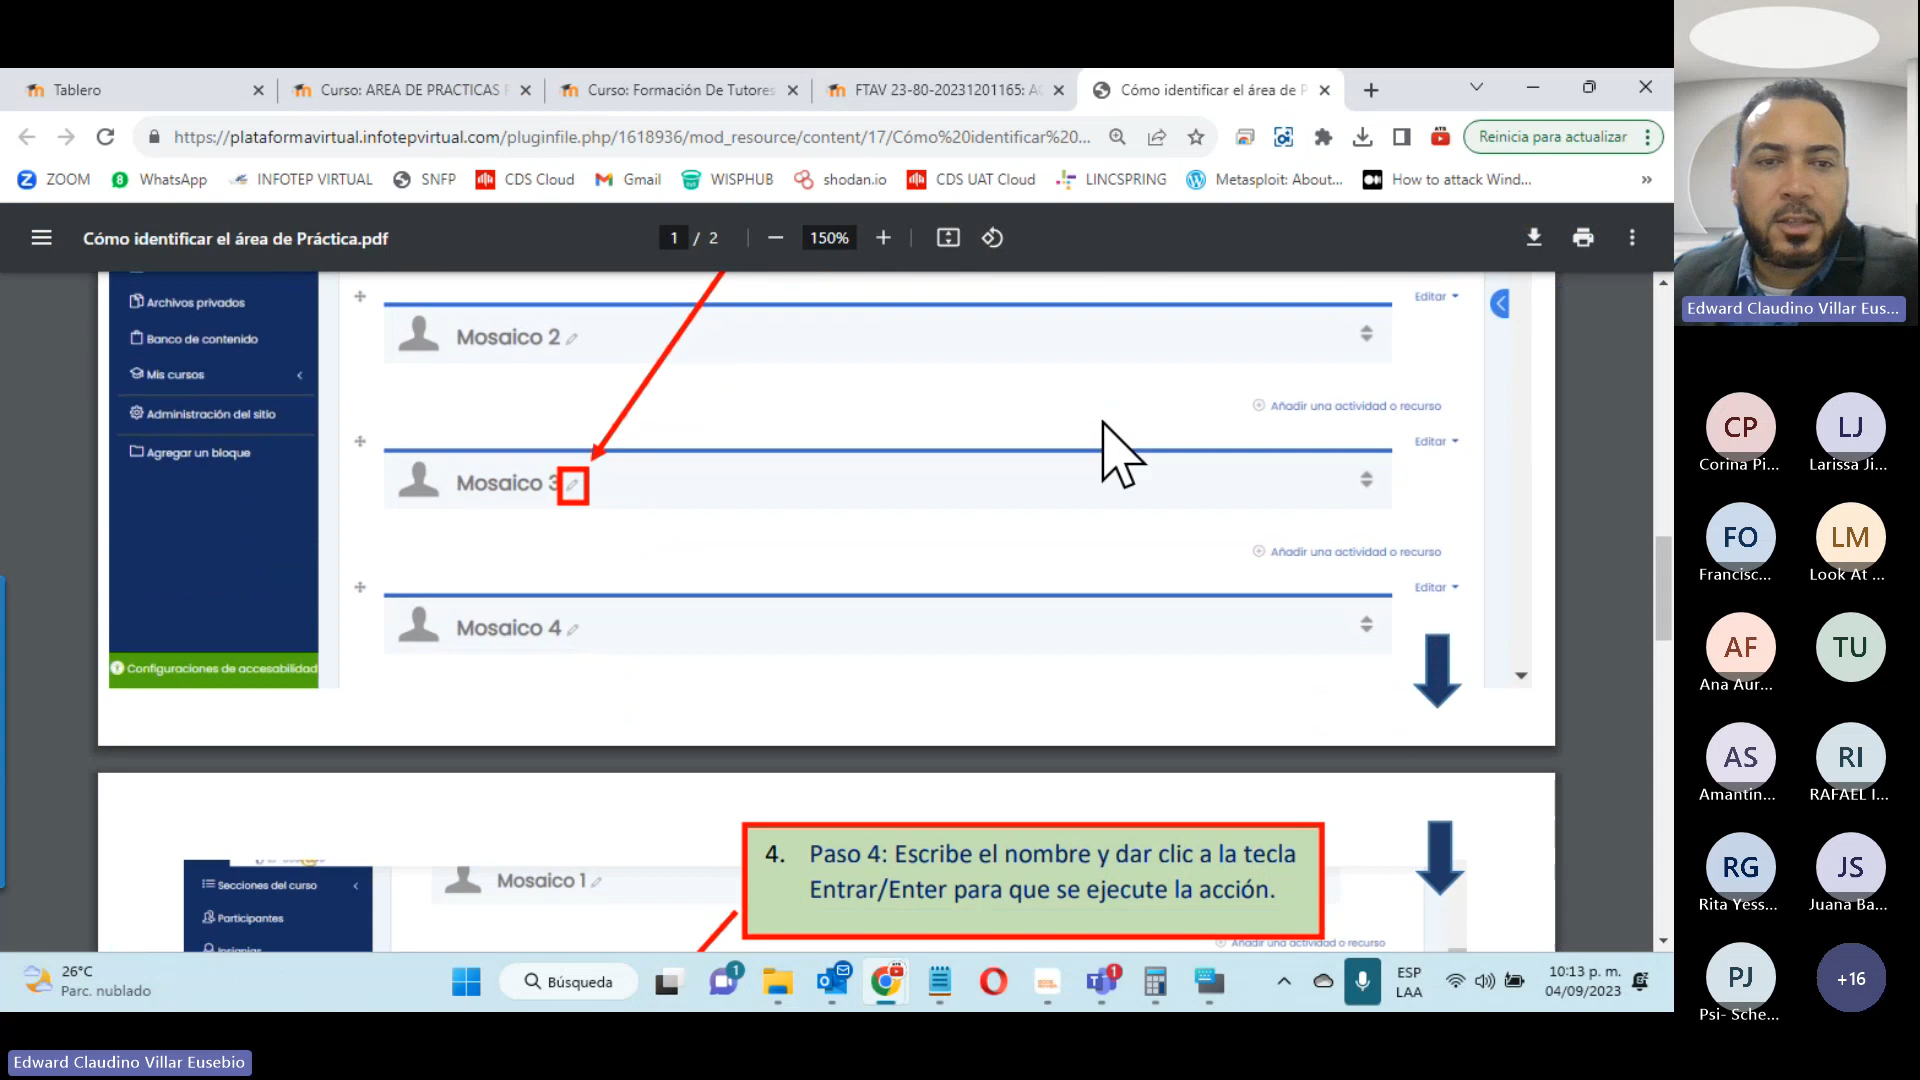 Tablero
Curso: AREA DE PRACTICAS
Curso: Formación De Tutores
FTAV 23-80-20231201165: A
Cómo identificar el área de P
https://plataformavirtual.infotepvirtual.com/pluginfile.php/1618936/mod_resource/content/17/Cómo%20identificar%20...
Reinicia para actualizar
ZOOM
WhatsApp
INFOTEP VIRTUAL
SNFP
CDS Cloud
Gmail
WISPHUB
shodan.io
CDS UAT Cloud
LINCSPRING
Metasploit: About...
How to attack Wind...
»
Cómo identificar el área de Práctica.pdf
1 / 2
150%
Archivos privados
Banco de contenido
Mis cursos
Administración del sitio
Agregar un bloque
Configuraciones de accesabilidad
Editar
Mosaico 2
Añadir una actividad o recurso
Editar
Mosaico 3
Añadir una actividad o recurso
Editar
Mosaico 4
Secciones del curso
Participantes
Insignias
Mosaico 1
4. Paso 4: Escribe el nombre y dar clic a la tecla
Entrar/Enter para que se ejecute la acción.
Añadir una actividad o recurso
26°C
Parc. nublado
Búsqueda
1
1
ESP
LAA
10:13 p. m.
04/09/2023
Edward Claudino Villar Eus...
CP
Corina Pi...
LJ
Larissa Ji...
FO
Francisc...
LM
Look At ...
AF
Ana Aur...
TU
AS
Amantin...
RI
RAFAEL I...
RG
Rita Yess...
JS
Juana Ba...
PJ
Psi- Sche...
+16
Edward Claudino Villar Eusebio